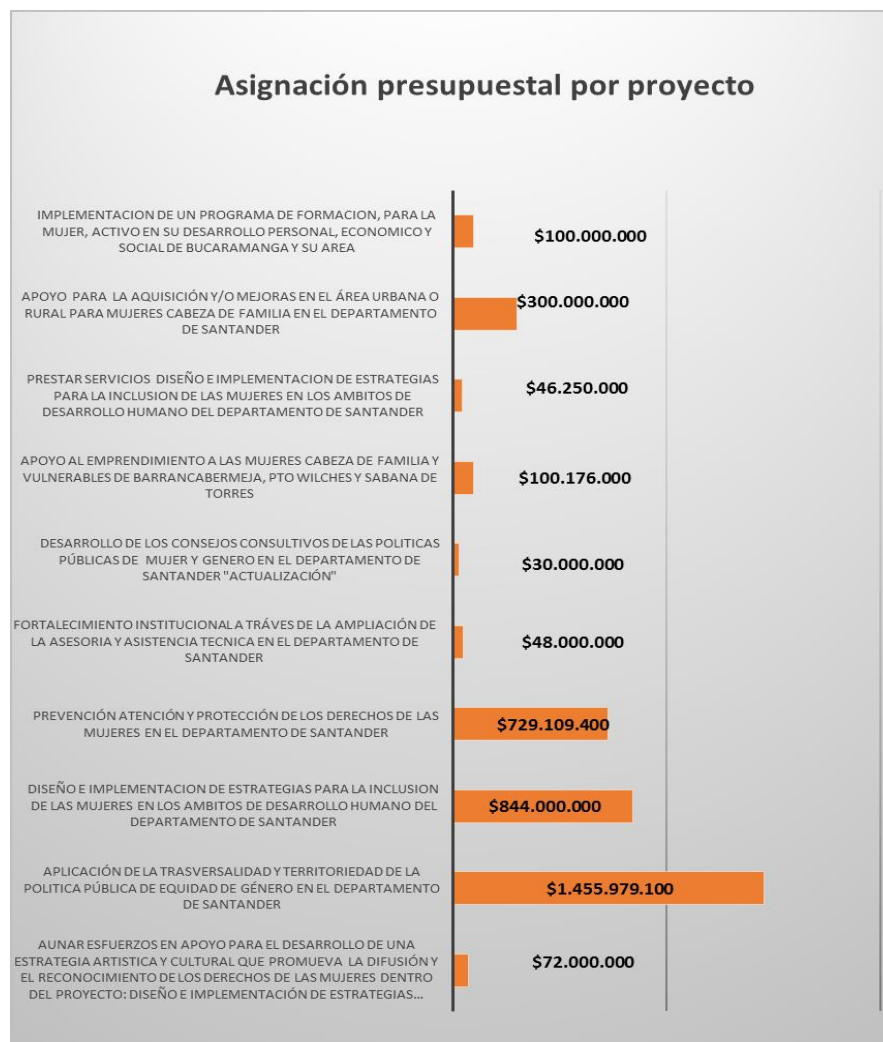 Asignación presupuestal por proyecto
IMPLEMENTACION DE UN PROGRAMA DE FORMACION, PARA LA
MUJER, ACTIVO EN SU DESARROLLO PERSONAL, ECONOMICO Y
SOCIAL DE BUCARAMANGA Y SU AREA
$100.000.000
APOYO PARA LA AQUISICIÓN Y/O MEJORAS EN EL ÁREA URBANA O
RURAL PARA MUJERES CABEZA DE FAMILIA EN EL DEPARTAMENTO
DE SANTANDER
$300.000.000
PRESTAR SERVICIOS DISEÑO E IMPLEMENTACION DE ESTRATEGIAS
PARA LA INCLUSION DE LAS MUJERES EN LOS AMBITOS DE
DESARROLLO HUMANO DEL DEPARTAMENTO DE SANTANDER
$46.250.000
APOYO AL EMPRENDIMIENTO A LAS MUJERES CABEZA DE FAMILIA Y
VULNERABLES DE BARRANCABERMEJA, PTO WILCHES Y SABANA DE
TORRES
$100.176.000
DESARROLLO DE LOS CONSEJOS CONSULTIVOS DE LAS POLITICAS
PÚBLICAS DE MUJER Y GENERO EN EL DEPARTAMENTO DE
SANTANDER "ACTUALIZACIÓN"
$30.000.000
FORTALECIMIENTO INSTITUCIONAL A TRÁVES DE LA AMPLIACIÓN DE
LA ASESORIA Y ASISTENCIA TECNICA EN EL DEPARTAMENTO DE
SANTANDER
$48.000.000
PREVENCIÓN ATENCIÓN Y PROTECCIÓN DE LOS DERECHOS DE LAS
MUJERES EN EL DEPARTAMENTO DE SANTANDER
$729.109.400
DISEÑO E IMPLEMENTACION DE ESTRATEGIAS PARA LA INCLUSION
DE LAS MUJERES EN LOS AMBITOS DE DESARROLLO HUMANO DEL
DEPARTAMENTO DE SANTANDER
$844.000.000
APLICACIÓN DE LA TRASVERSALIDAD Y TERRITORIEDAD DE LA
POLITICA PÚBLICA DE EQUIDAD DE GÉNERO EN EL DEPARTAMENTO
DE SANTANDER
$1.455.979.100
AUNAR ESFUERZOS EN APOYO PARA EL DESARROLLO DE UNA
ESTRATEGIA ARTISTICA Y CULTURAL QUE PROMUEVA LA DIFUSIÓN Y
EL RECONOCIMIENTO DE LOS DERECHOS DE LAS MUJERES DENTRO
DEL PROYECTO: DISEÑO E IMPLEMENTACIÓN DE ESTRATEGIAS...
$72.000.000